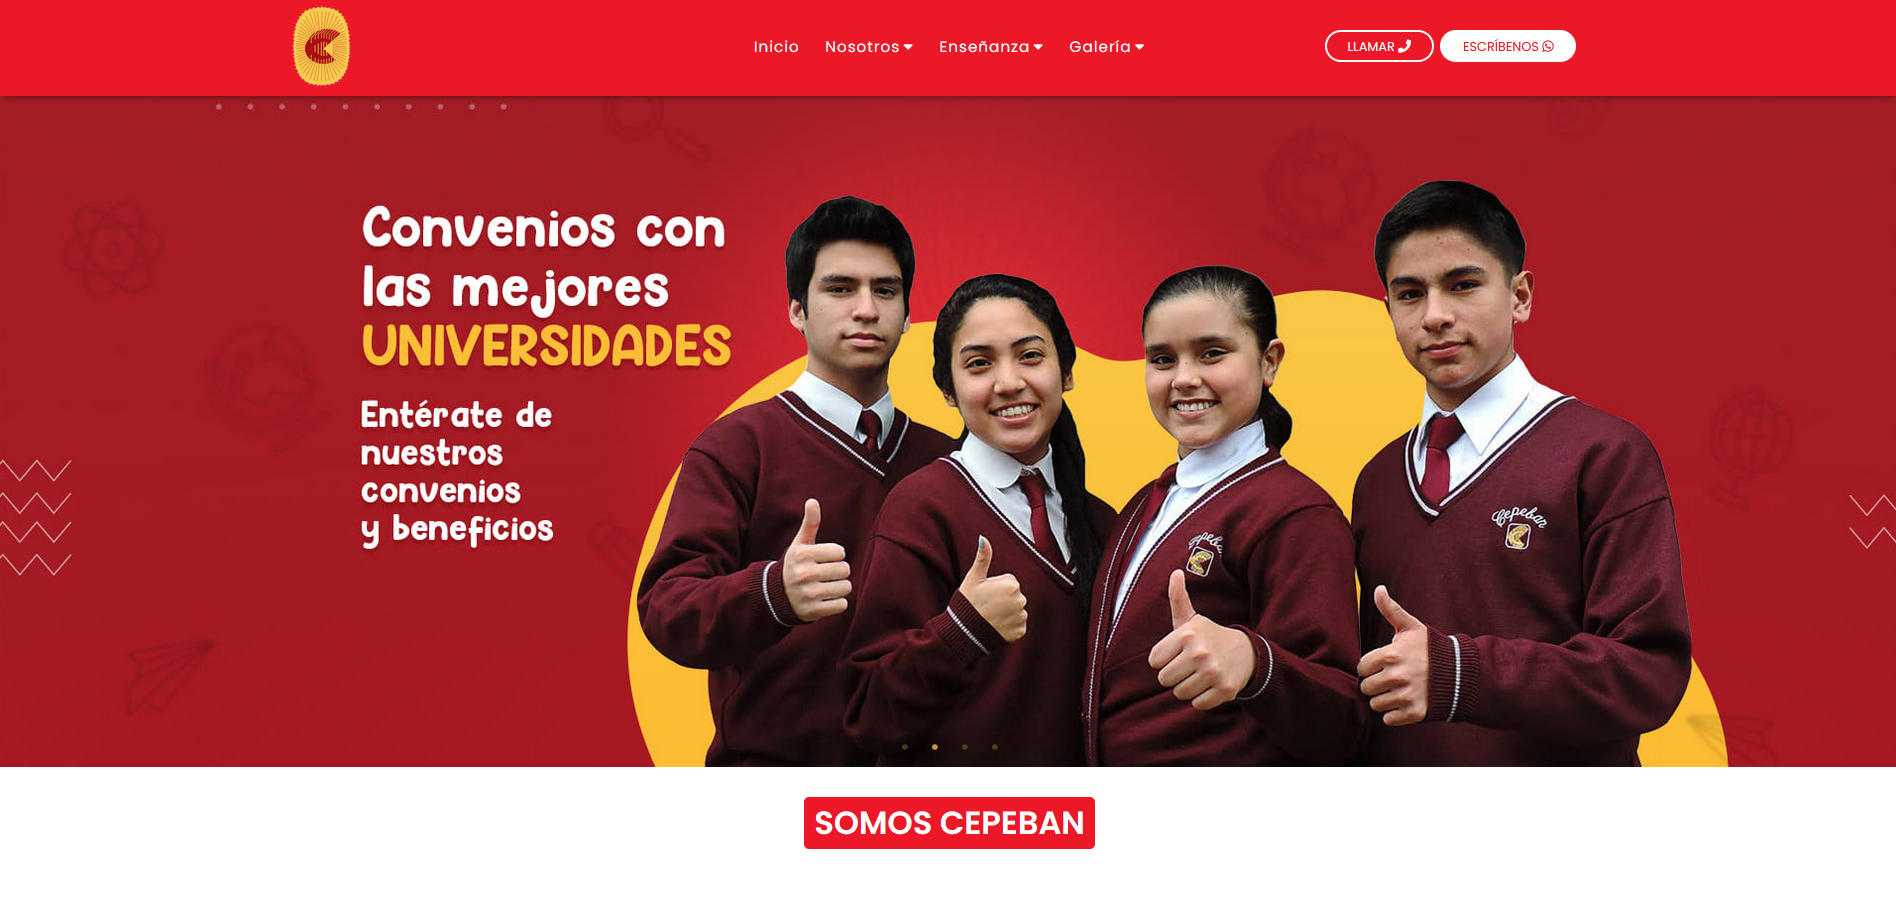 Inicio Nosotros Enseñanza Galería LLAMAR ESCRÍBENOS
Convenios con
las mejores
UNIVERSIDADES
Entérate de
nuestros
convenios
y beneficios
Cepeban
SOMOS CEPEBAN